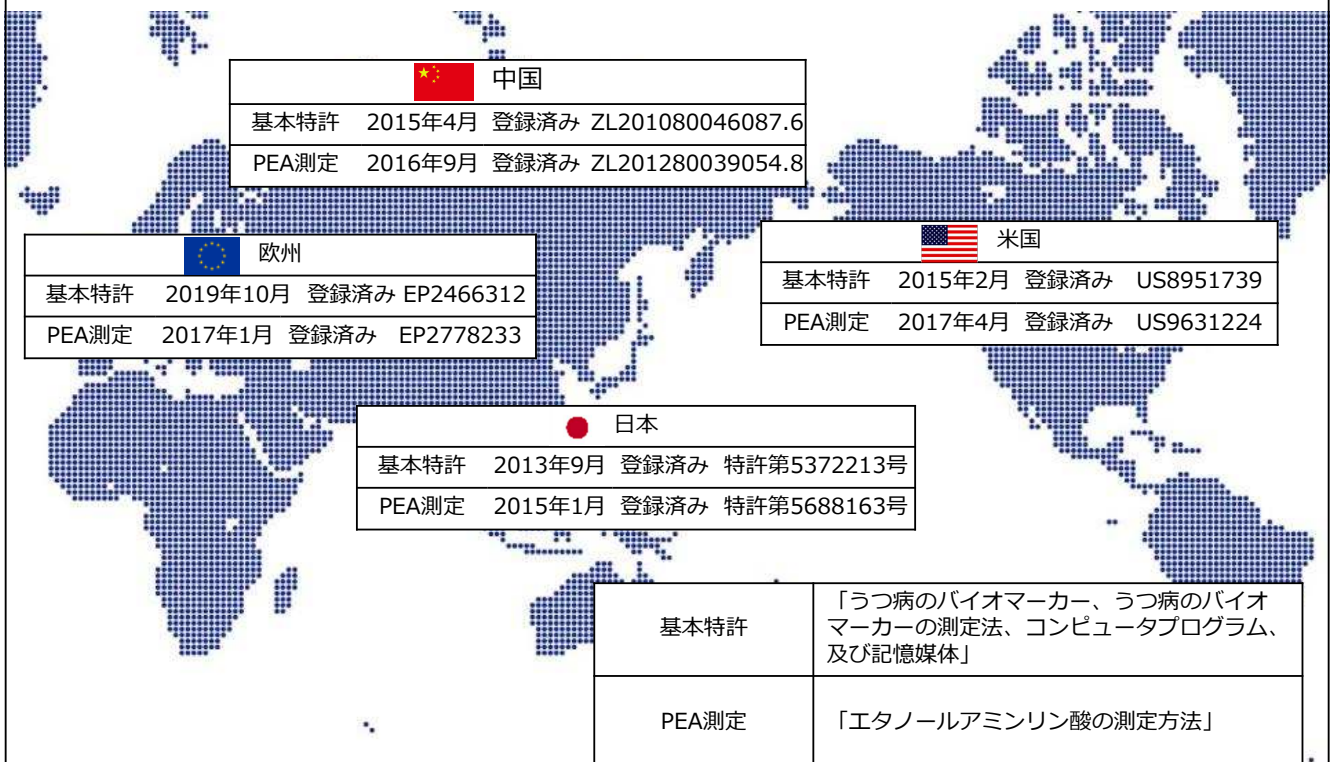 中国
基本特許 2015年4月 登録済み ZL201080046087.6
PEA測定 2016年9月 登録済み ZL201280039054.8
欧州
基本特許 2019年10月 登録済み EP2466312
PEA測定 2017年1月 登録済み EP2778233
米国
基本特許 2015年2月 登録済み US8951739
PEA測定 2017年4月 登録済み US9631224
日本
基本特許 2013年9月 登録済み 特許第5372213号
PEA測定 2015年1月 登録済み 特許第5688163号
基本特許
「うつ病のバイオマーカー、うつ病のバイオ
マーカーの測定法、コンピュータプログラム、
及び記憶媒体」
PEA測定 「エタノールアミンリン酸の測定方法」